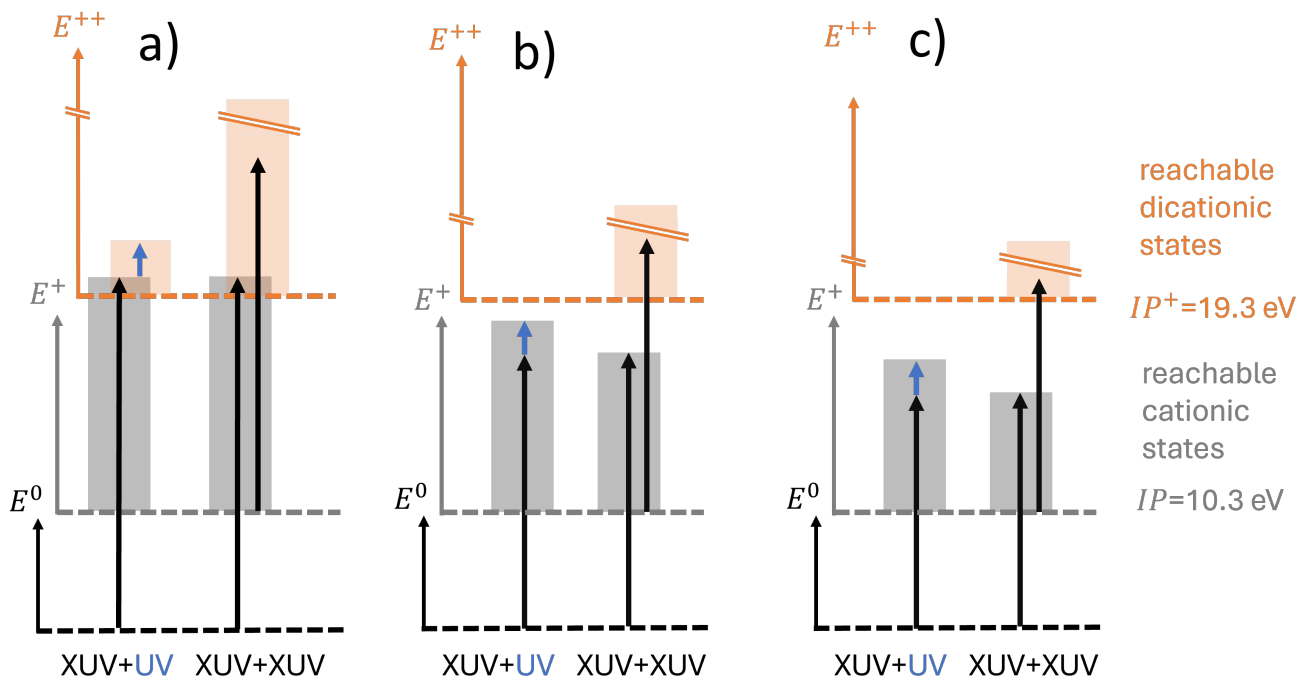 a)
E++
E+
E0
XUV+UV
XUV+XUV
b)
E++
E+
E0
XUV+UV
XUV+XUV
c)
E++
E+
E0
XUV+UV
XUV+XUV
reachable
dicationic
states
IP+=19.3 eV
reachable
cationic
states
IP=10.3 eV